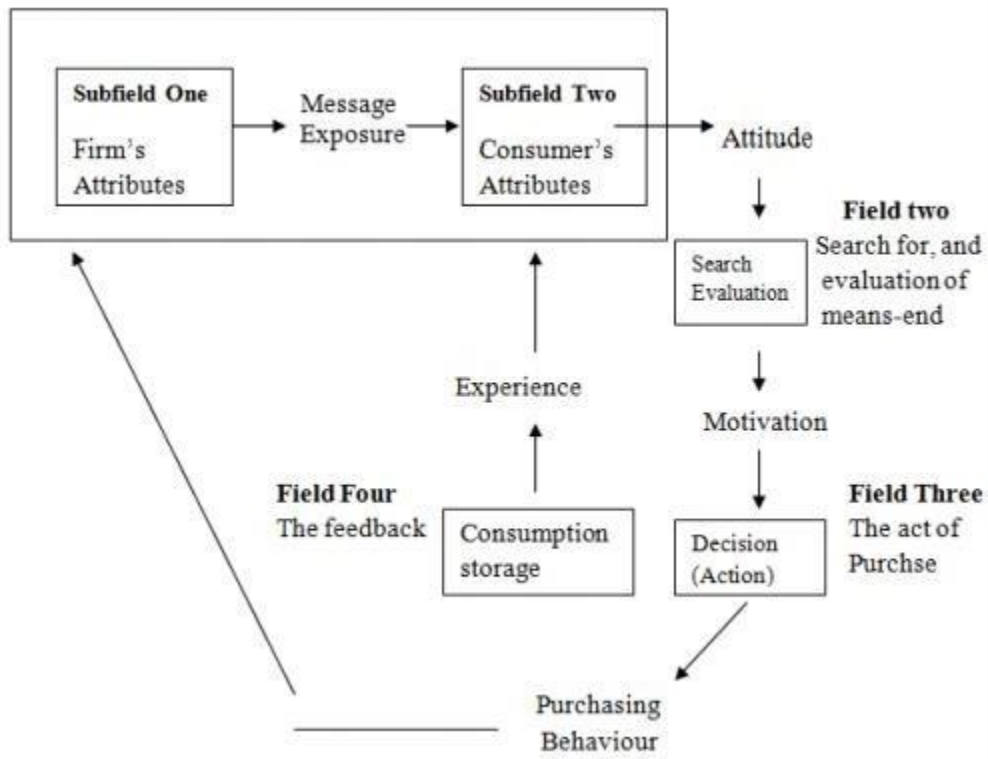 Subfield One
Firm's
Attributes
Message
Exposure
Subfield Two
Consumer's
Attributes
Attitude
Field two
Search for, and
evaluation of
means-end
Search
Evaluation
Experience
Motivation
Field Four
The feedback
Consumption
storage
Decision
(Action)
Field Three
The act of
Purchse
Purchasing
Behaviour